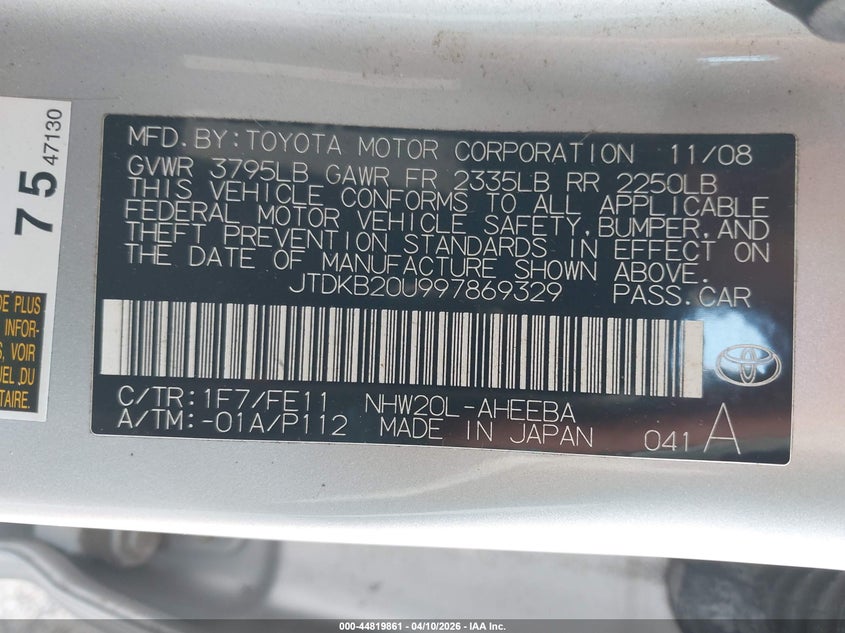 MFD.BY:TOYOTA MOTOR CORPORATION 11/08
GVWR 3795LB GAWR FR 2335LB RR 2250LB
THIS VEHICLE CONFORMS TO ALL APPLICABLE
FEDERAL MOTOR VEHICLE SAFETY,BUMPER,AND
THEFT PREVENTION STANDARDS IN EFFECT ON
THE DATE OF MANUFACTURE SHOWN ABOVE.
JTDKB20U997869329 PASS.CAR
C/TR:1F7/FE11 NHW20L-AHEEBA
A/TM:-01A/P112 MADE IN JAPAN 041 A
75
47130
DE PLUS
INFOR-
S, VOIR
UEL DU
TAIRE.
000-44819861 - 04/10/2026 - IAA Inc.